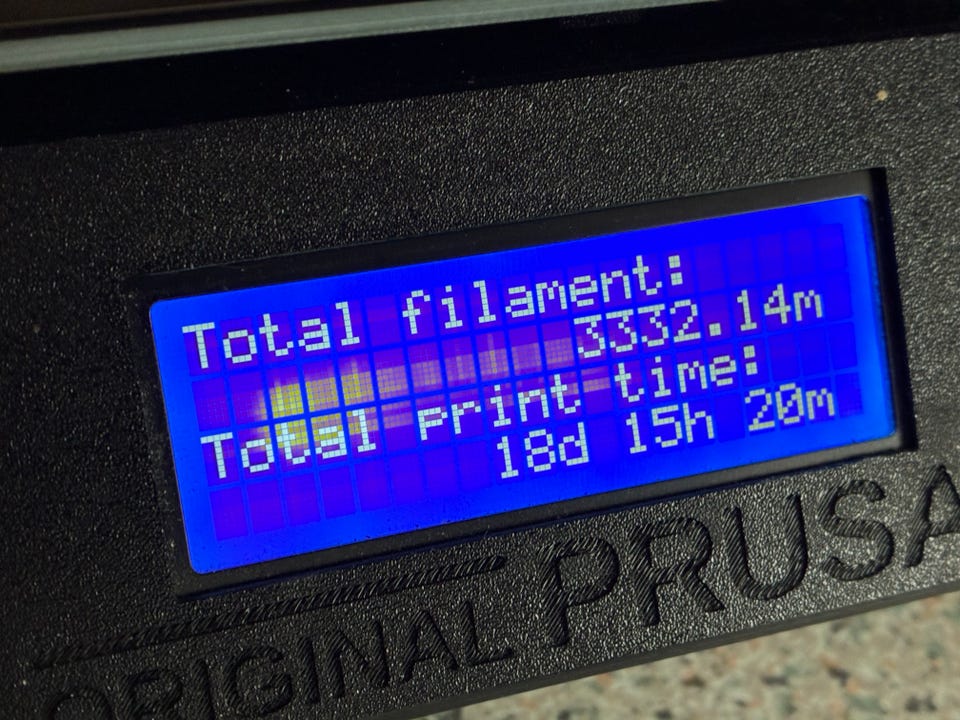 Total filament:
3332.14m
Total print time:
18d 15h 20m
ORIGINAL PRUSA